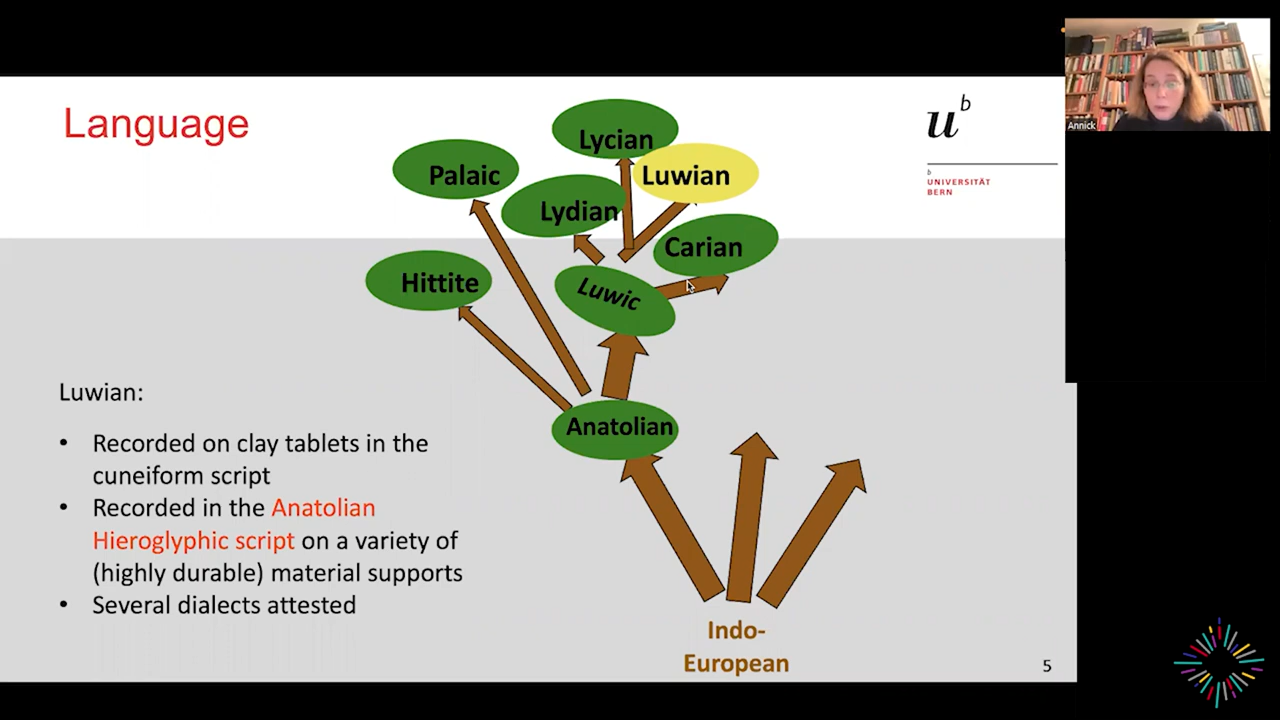 Language
u
b
b
UNIVERSITÄT
BERN
Annick
Lycian
Palaic
Luwian
Lydian
Carian
Hittite
Luwic
Anatolian
Luwian:
• Recorded on clay tablets in the
cuneiform script
• Recorded in the Anatolian
Hieroglyphic script on a variety of
(highly durable) material supports
• Several dialects attested
Indo-
European
5